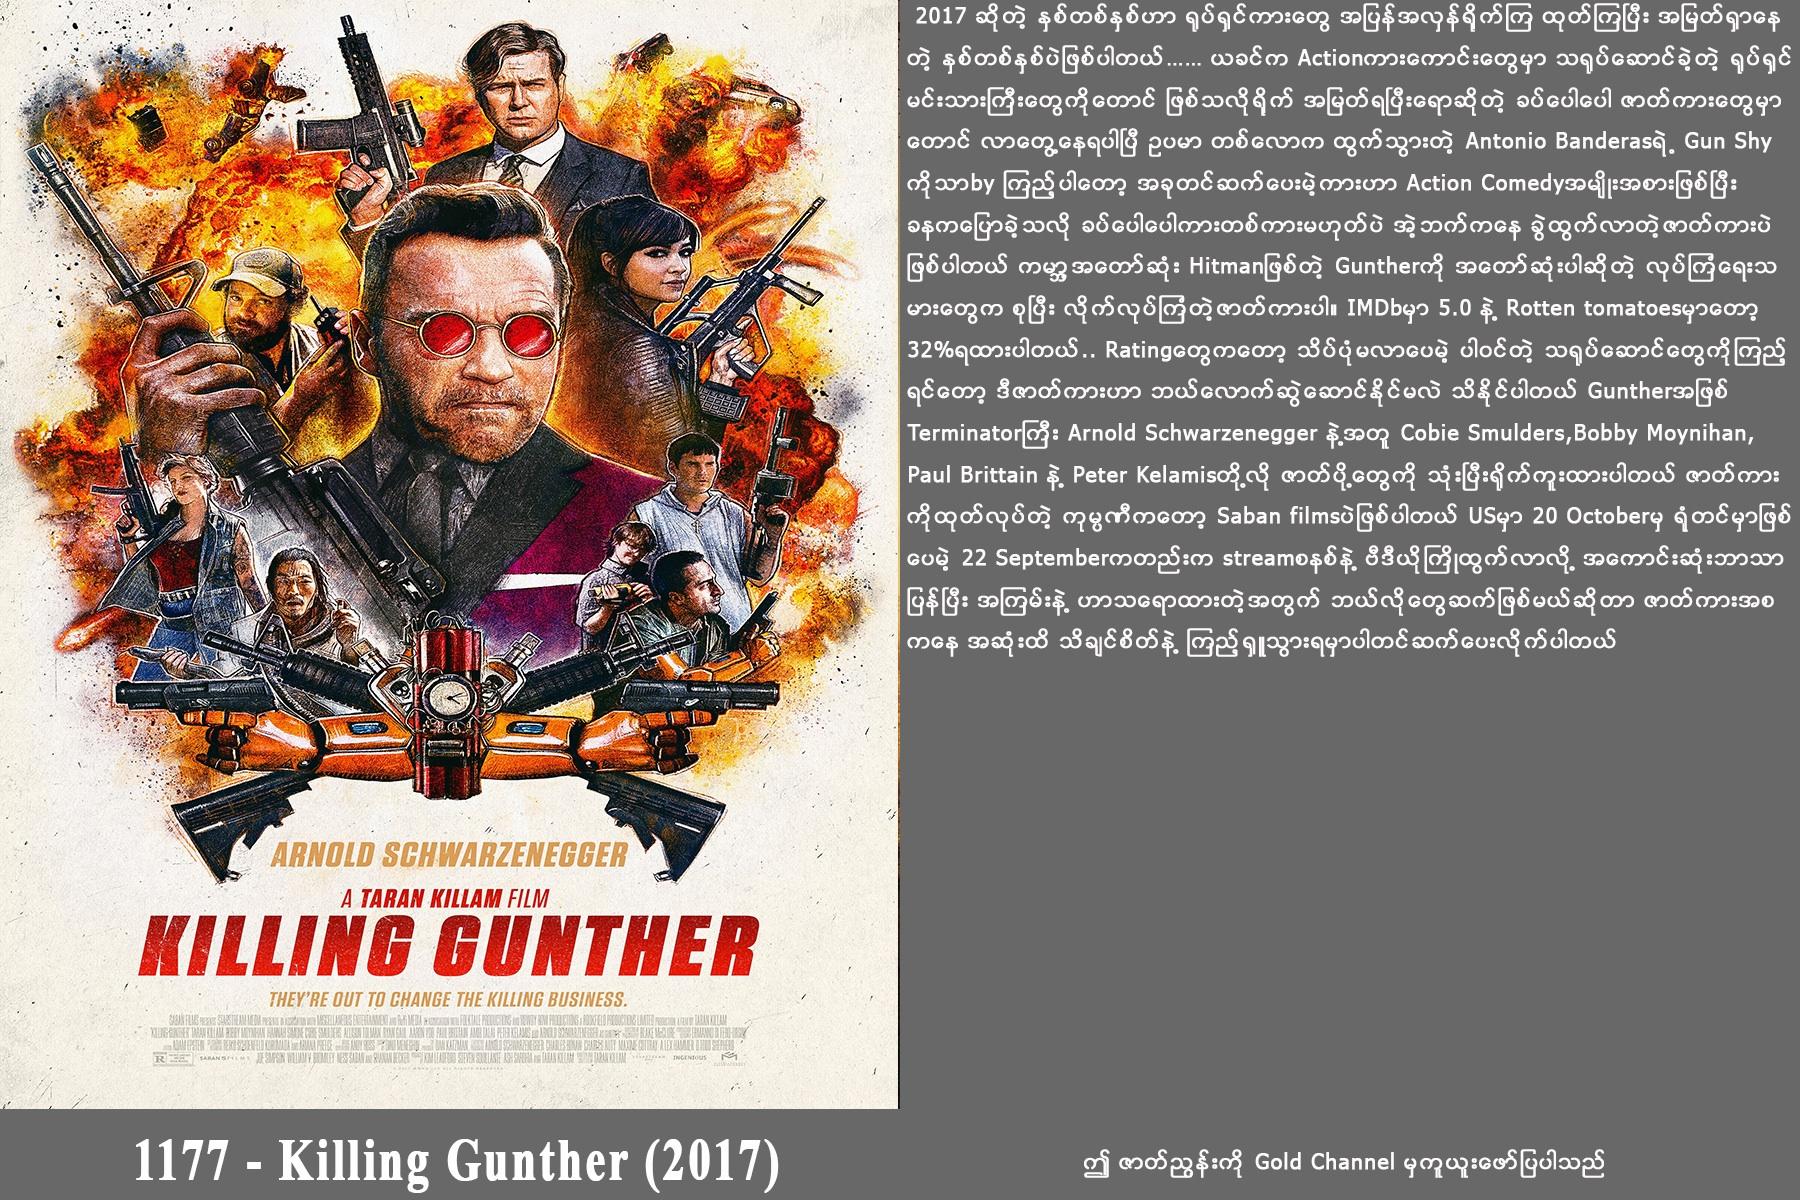 ARNOLD SCHWARZENEGGER
A TARAN KILLAM FILM
KILLING GUNTHER
THEY'RE OUT TO CHANGE THE KILLING BUSINESS.
1177 - Killing Gunther (2017)
2017 ဆိုတဲ့ နှစ်တစ်နှစ်ဟာ ရုပ်ရှင်ကားတွေ အပြန်အလှန်ရိုက်ကြ ထုတ်ကြပြီး အမြတ်ရှာနေ
တဲ့ နှစ်တစ်နှစ်ပဲဖြစ်ပါတယ်...... ယခင်က Actionကားကောင်းတွေမှာ သရုပ်ဆောင်ခဲ့တဲ့ ရုပ်ရှင်
မင်းသားကြီးတွေကိုတောင် ဖြစ်သလိုရိုက် အမြတ်ရပြီးရောဆိုတဲ့ ခပ်ပေါပေါ ဇာတ်ကားတွေမှာ
တောင် လာတွေ့နေရပါပြီ ဥပမာ တစ်လောက ထွက်သွားတဲ့ Antonio Banderasရဲ့ Gun Shy
ကိုသာby ကြည့်ပါတော့ အခုတင်ဆက်ပေးမဲ့ကားဟာ Action Comedyအမျိုးအစားဖြစ်ပြီး
ခနကပြောခဲ့သလို ခပ်ပေါပေါကားတစ်ကားမဟုတ်ပဲ အဲ့ဘက်ကနေ ခွဲထွက်လာတဲ့ဇာတ်ကားပဲ
ဖြစ်ပါတယ် ကမ္ဘာ့အတော်ဆုံး Hitmanဖြစ်တဲ့ Guntherကို အတော်ဆုံးပါဆိုတဲ့ လုပ်ကြံရေးသ
မားတွေက စုပြီး လိုက်လုပ်ကြံတဲ့ဇာတ်ကားပါ။ IMDbမှာ 5.0 နဲ့ Rotten tomatoesမှာတော့
32%ရထားပါတယ်.. Ratingတွေကတော့ သိပ်ပုံမလာပေမဲ့ ပါဝင်တဲ့ သရုပ်ဆောင်တွေကိုကြည့်
ရင်တော့ ဒီဇာတ်ကားဟာ ဘယ်လောက်ဆွဲဆောင်နိုင်မလဲ သိနိုင်ပါတယ် Guntherအဖြစ်
Terminatorကြီး Arnold Schwarzenegger နဲ့အတူ Cobie Smulders,Bobby Moynihan,
Paul Brittain နဲ့ Peter Kelamisတို့လို ဇာတ်ပို့တွေကို သုံးပြီးရိုက်ကူးထားပါတယ် ဇာတ်ကား
ကိုထုတ်လုပ်တဲ့ ကုမ္ပဏီကတော့ Saban filmsပဲဖြစ်ပါတယ် USမှာ 20 Octoberမှ ရုံတင်မှာဖြစ်
ပေမဲ့ 22 Septemberကတည်းက streamစနစ်နဲ့ ဗီဒီယိုကြိုထွက်လာလို့ အကောင်းဆုံးဘာသာ
ပြန်ပြီး အကြမ်းနဲ့ ဟာသရောထားတဲ့အတွက် ဘယ်လိုတွေဆက်ဖြစ်မယ်ဆိုတာ ဇာတ်ကားအစ
ကနေ အဆုံးထိ သိချင်စိတ်နဲ့ ကြည့်ရှူသွားရမှာပါတင်ဆက်ပေးလိုက်ပါတယ်
ဤ ဇာတ်ညွှန်းကို Gold Channel မှကူယူးဖော်ပြပါသည်